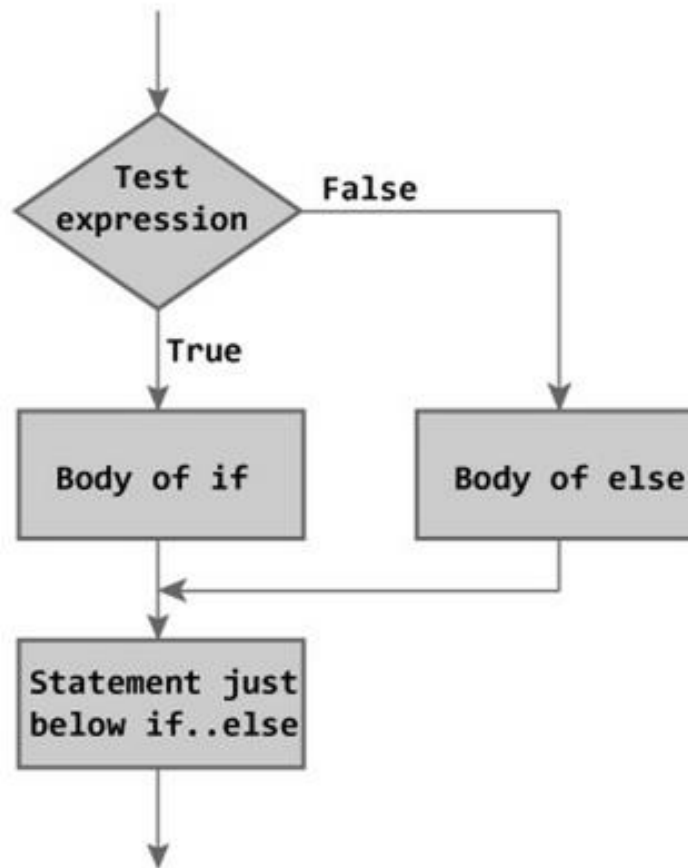 Test
expression
False
True
Body of if
Body of else
Statement just
below if..else